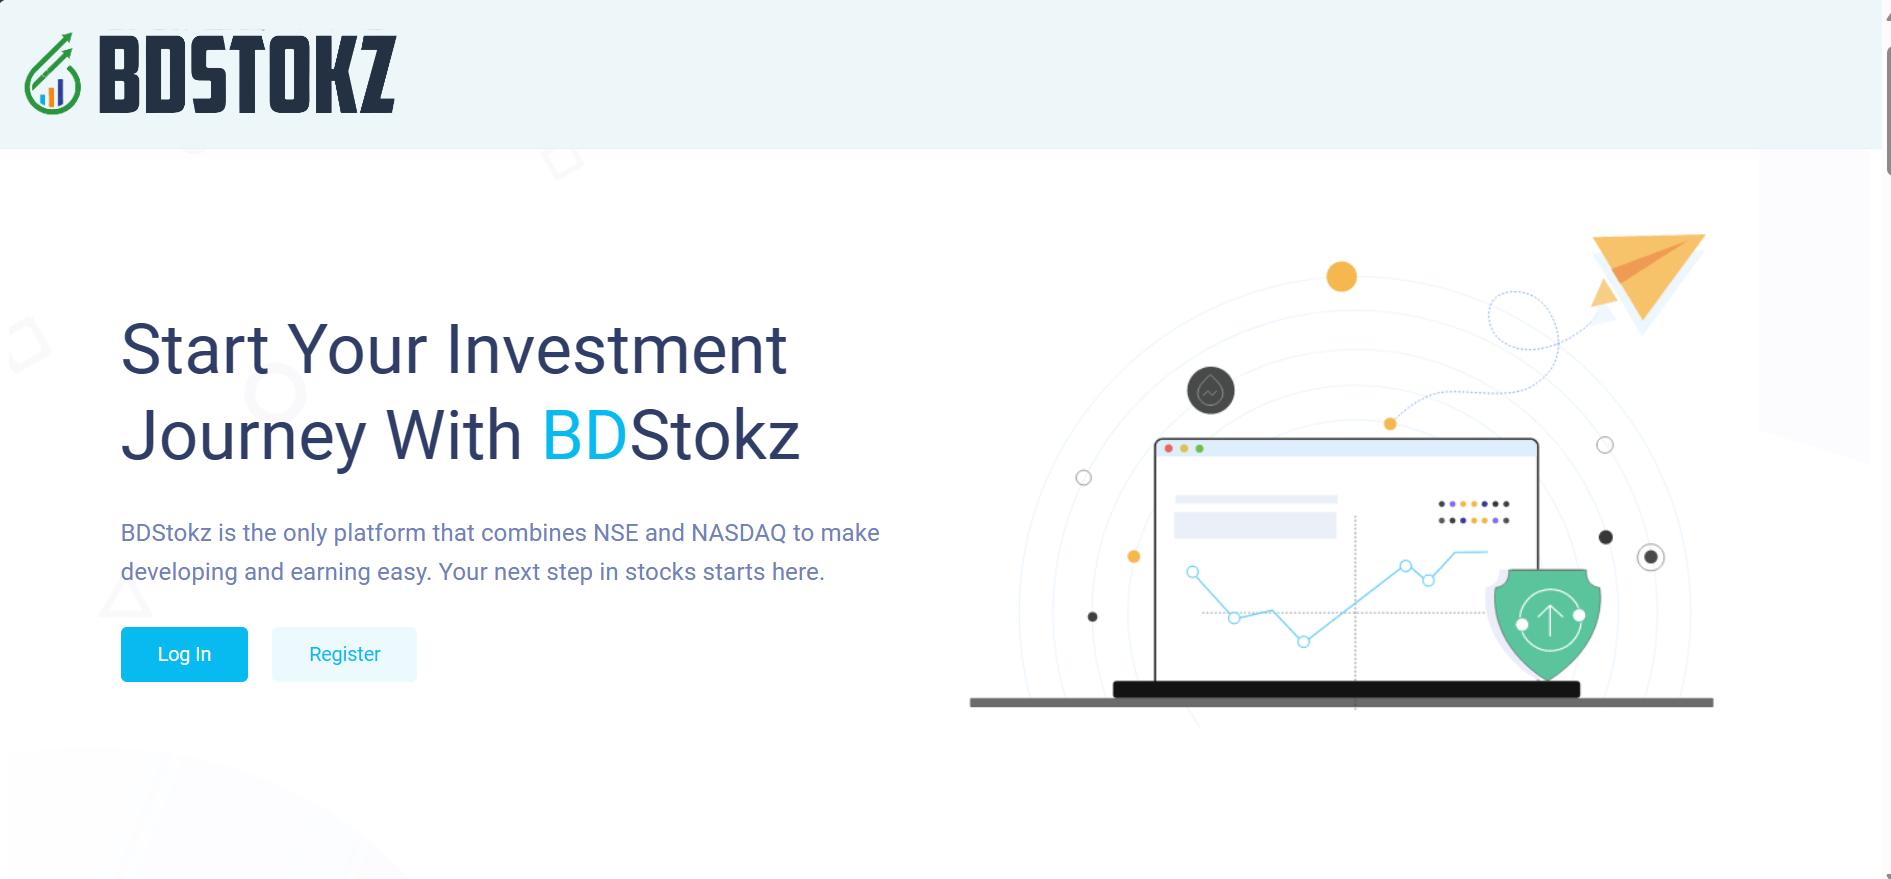 BDSTOKZ
Start Your Investment
Journey With BDStokz
BDStokz is the only platform that combines NSE and NASDAQ to make
developing and earning easy. Your next step in stocks starts here.
Log In
Register